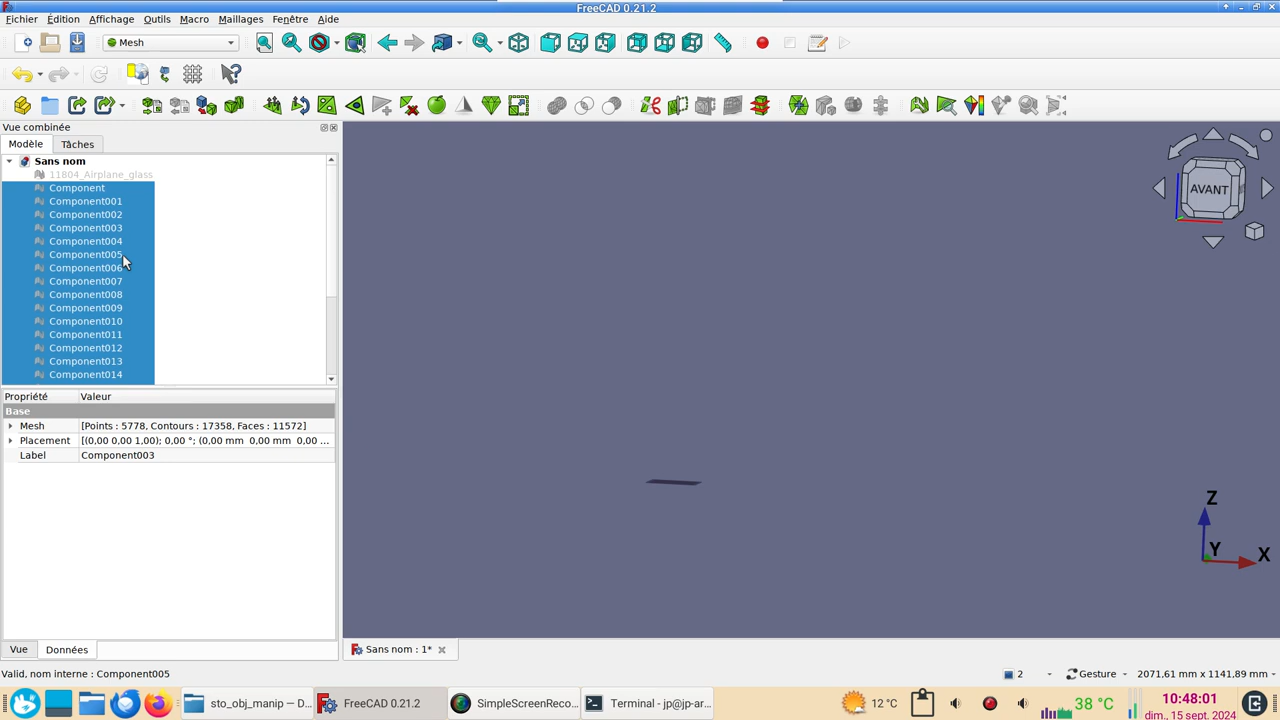 FreeCAD 0.21.2
Fichier Édition Affichage Outils Macro Maillages Fenêtre Aide
Mesh
Vue combinée
Modèle Tâches
Sans nom
11804_Airplane_glass
Component
Component001
Component002
Component003
Component004
Component005
Component006
Component007
Component008
Component009
Component010
Component011
Component012
Component013
Component014
AVANT
Propriété Valeur
Base
Mesh [Points : 5778, Contours : 17358, Faces : 11572]
Placement [(0,00 0,00 1,00); 0,00 °; (0,00 mm 0,00 mm 0,00 ...
Label Component003
Z
Y X
Vue Données
Sans nom : 1*
Valid, nom interne : Component005
2 Gesture 2071.61 mm x 1141.89 mm
sto_obj_manip — D... FreeCAD 0.21.2 SimpleScreenReco... Terminal - jp@jp-ar...
12°C 38 °C
10:48:01
dim., 15 sept. 2024